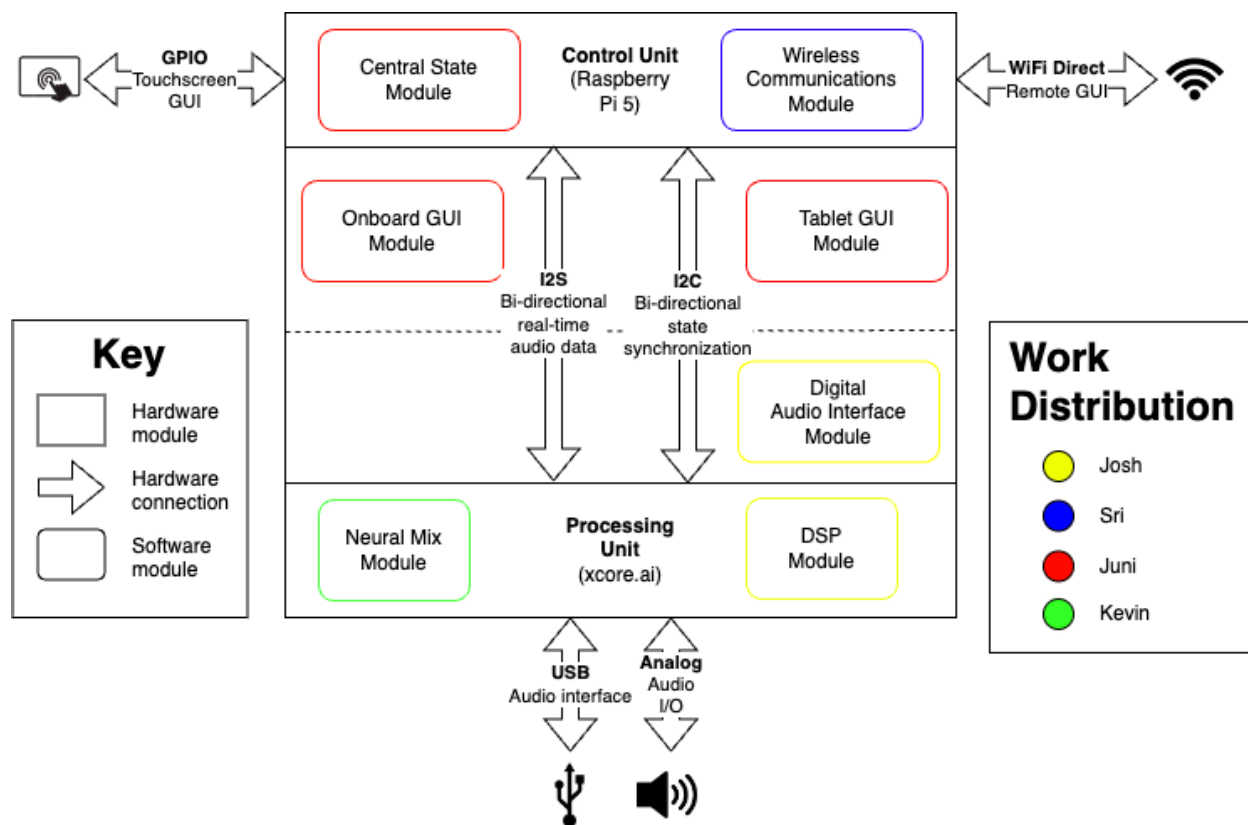 GPIO
Touchscreen
GUI
Central State
Module
Control Unit
(Raspberry
Pi 5)
Wireless
Communications
Module
WiFi Direct
Remote GUI
Onboard GUI
Module
I2S
Bi-directional
real-time
audio data
I2C
Bi-directional
state
synchronization
Tablet GUI
Module
Digital
Audio Interface
Module
Neural Mix
Module
Processing
Unit
(xcore.ai)
DSP
Module
USB
Audio interface
Analog
Audio
I/O
Key
Hardware
module
Hardware
connection
Software
module
Work
Distribution
Josh
Sri
Juni
Kevin